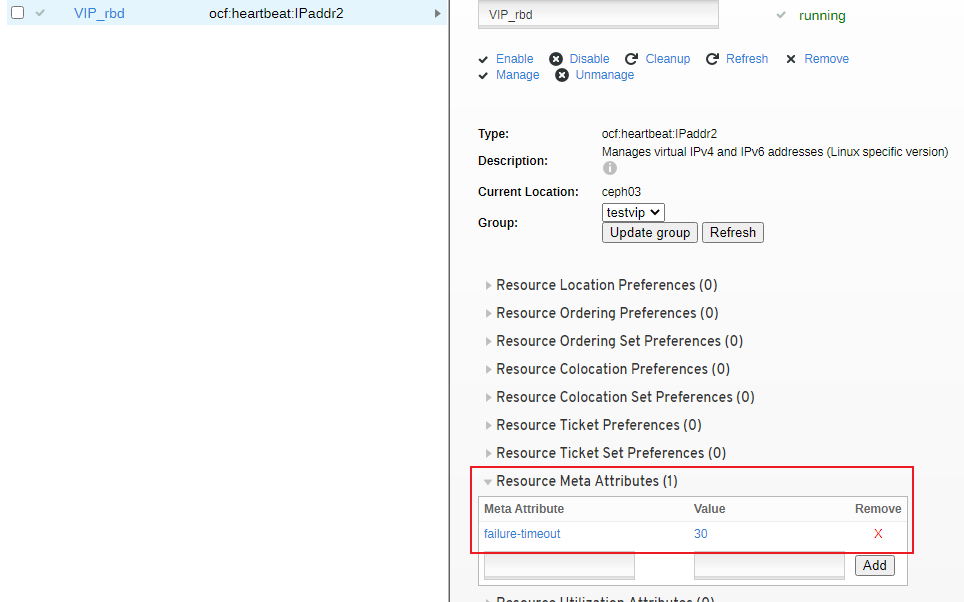 VIP_rbd ocf:heartbeat:IPaddr2
VIP_rbd running
Enable Disable Cleanup Refresh Remove
Manage Unmanage
Type: ocf:heartbeat:IPaddr2
Description: Manages virtual IPv4 and IPv6 addresses (Linux specific version)
Current Location: ceph03
Group: testvip
Update group Refresh
Resource Location Preferences (0)
Resource Ordering Preferences (0)
Resource Ordering Set Preferences (0)
Resource Colocation Preferences (0)
Resource Colocation Set Preferences (0)
Resource Ticket Preferences (0)
Resource Ticket Set Preferences (0)
Resource Meta Attributes (1)
Meta Attribute Value Remove
failure-timeout 30 X
Add
Resource Utilization Attributes (0)